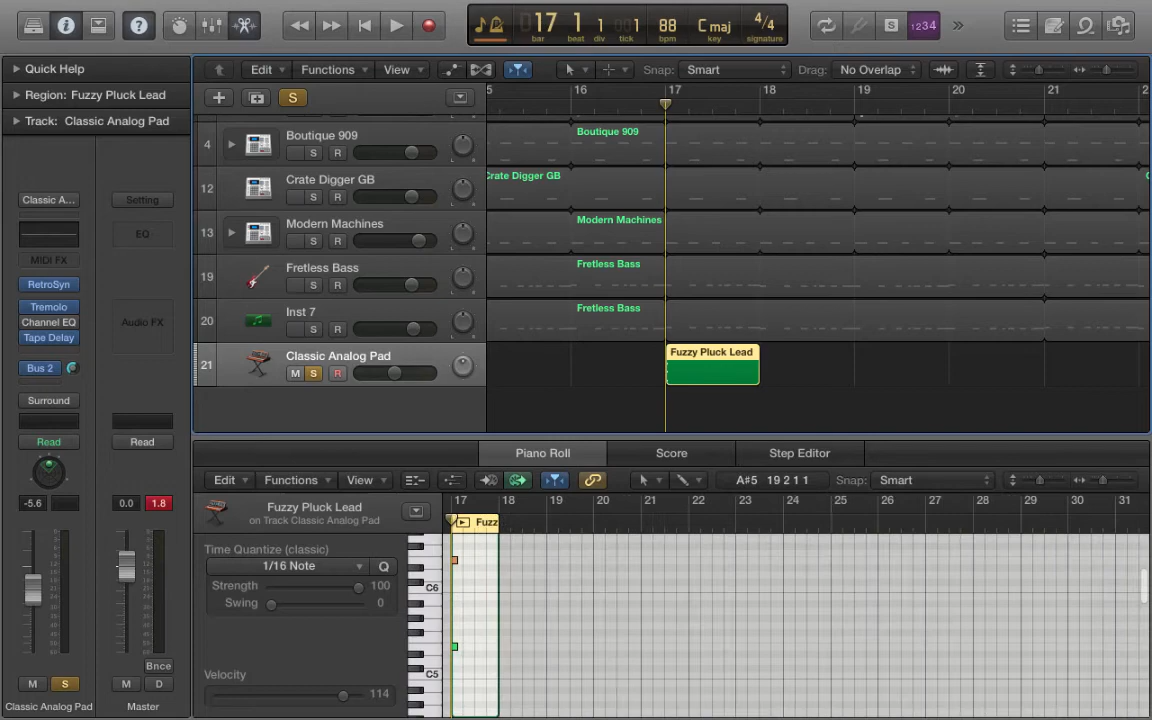 17 1 1 1 88 C maj 4/4
bar beat div tick bpm key signature
S 1234
Quick Help
Region: Fuzzy Pluck Lead
Track: Classic Analog Pad
Edit Functions View Snap: Smart Drag: No Overlap
S 5 16 17 18 19 20 21 2
4 Boutique 909 S R Boutique 909
12 Crate Digger GB S R Crate Digger GB
13 Modern Machines S R Modern Machines
19 Fretless Bass S R Fretless Bass
20 Inst 7 S R Fretless Bass
21 Classic Analog Pad M S R Fuzzy Pluck Lead
Classic A... Setting
EQ
MIDI FX
RetroSyn
Tremolo
Channel EQ Audio FX
Tape Delay
Bus 2
Surround
Read Read
-5.6 0.0 1.8
Bnce
M S M D
Classic Analog Pad Master
Piano Roll Score Step Editor
Edit Functions View A#5 19 2 1 1 Snap: Smart
17 18 19 20 21 22 23 24 25 26 27 28 29 30 31
Fuzzy Pluck Lead
on Track Classic Analog Pad
Fuzz
Time Quantize (classic)
1/16 Note Q
Strength 100
Swing 0
C6
Velocity
114
C5